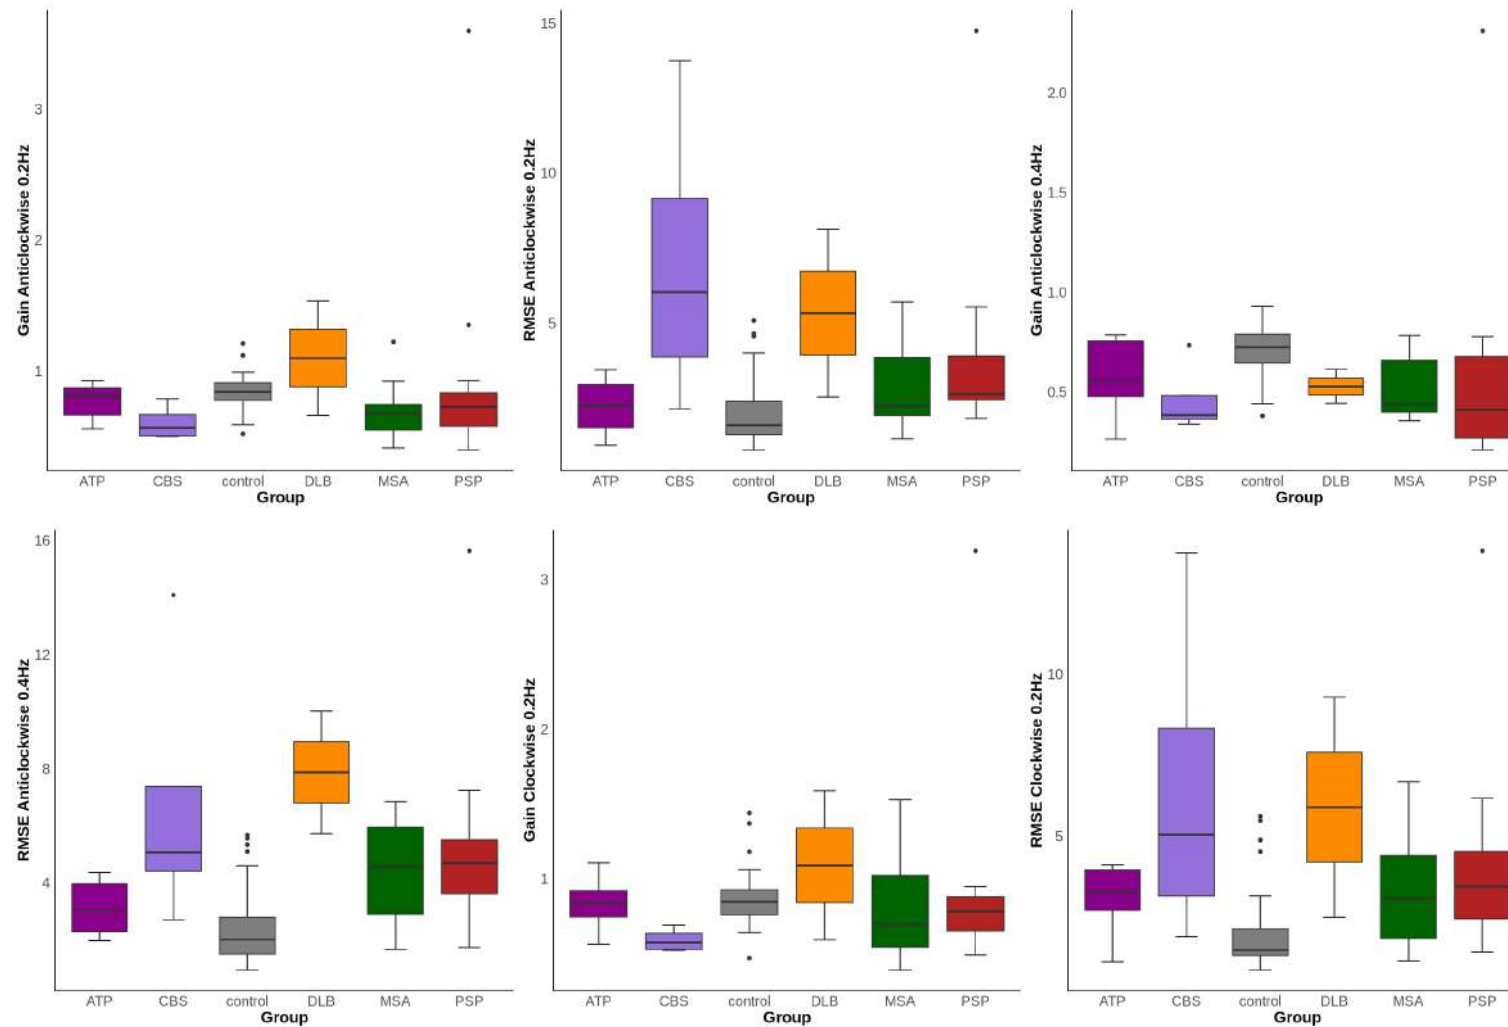 Gain Anticlockwise 0.2Hz
3
2
1
ATP CBS control DLB MSA PSP
Group
RMSE Anticlockwise 0.2Hz
15
10
5
ATP CBS control DLB MSA PSP
Group
Gain Anticlockwise 0.4Hz
2.0
1.5
1.0
0.5
ATP CBS control DLB MSA PSP
Group
RMSE Anticlockwise 0.4Hz
16
12
8
4
ATP CBS control DLB MSA PSP
Group
Gain Clockwise 0.2Hz
3
2
1
ATP CBS control DLB MSA PSP
Group
RMSE Clockwise 0.2Hz
10
5
ATP CBS control DLB MSA PSP
Group